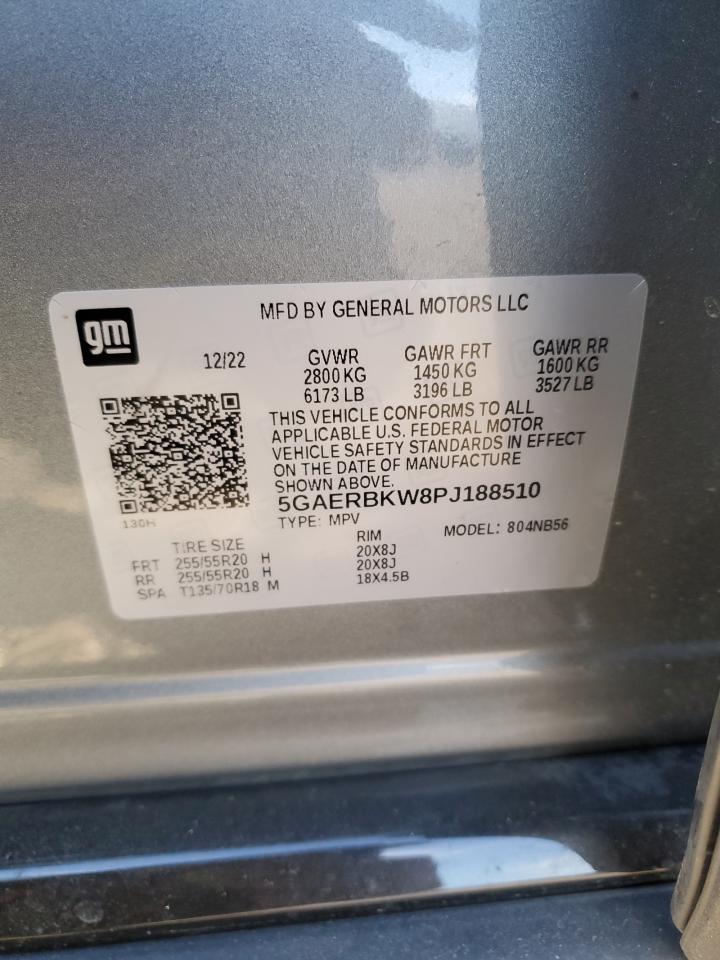 MFD BY GENERAL MOTORS LLC
gm
12/22 GVWR GAWR FRT GAWR RR
2800 KG 1450 KG 1600 KG
6173 LB 3196 LB 3527 LB
THIS VEHICLE CONFORMS TO ALL
APPLICABLE U.S. FEDERAL MOTOR
VEHICLE SAFETY STANDARDS IN EFFECT
ON THE DATE OF MANUFACTURE
SHOWN ABOVE.
5GAERBKW8PJ188510
130H
TYPE: MPV MODEL: 804NB56
TIRE SIZE RIM
FRT 255/55R20 H 20X8J
RR 255/55R20 H 20X8J
SPA T135/70R18 M 18X4.5B